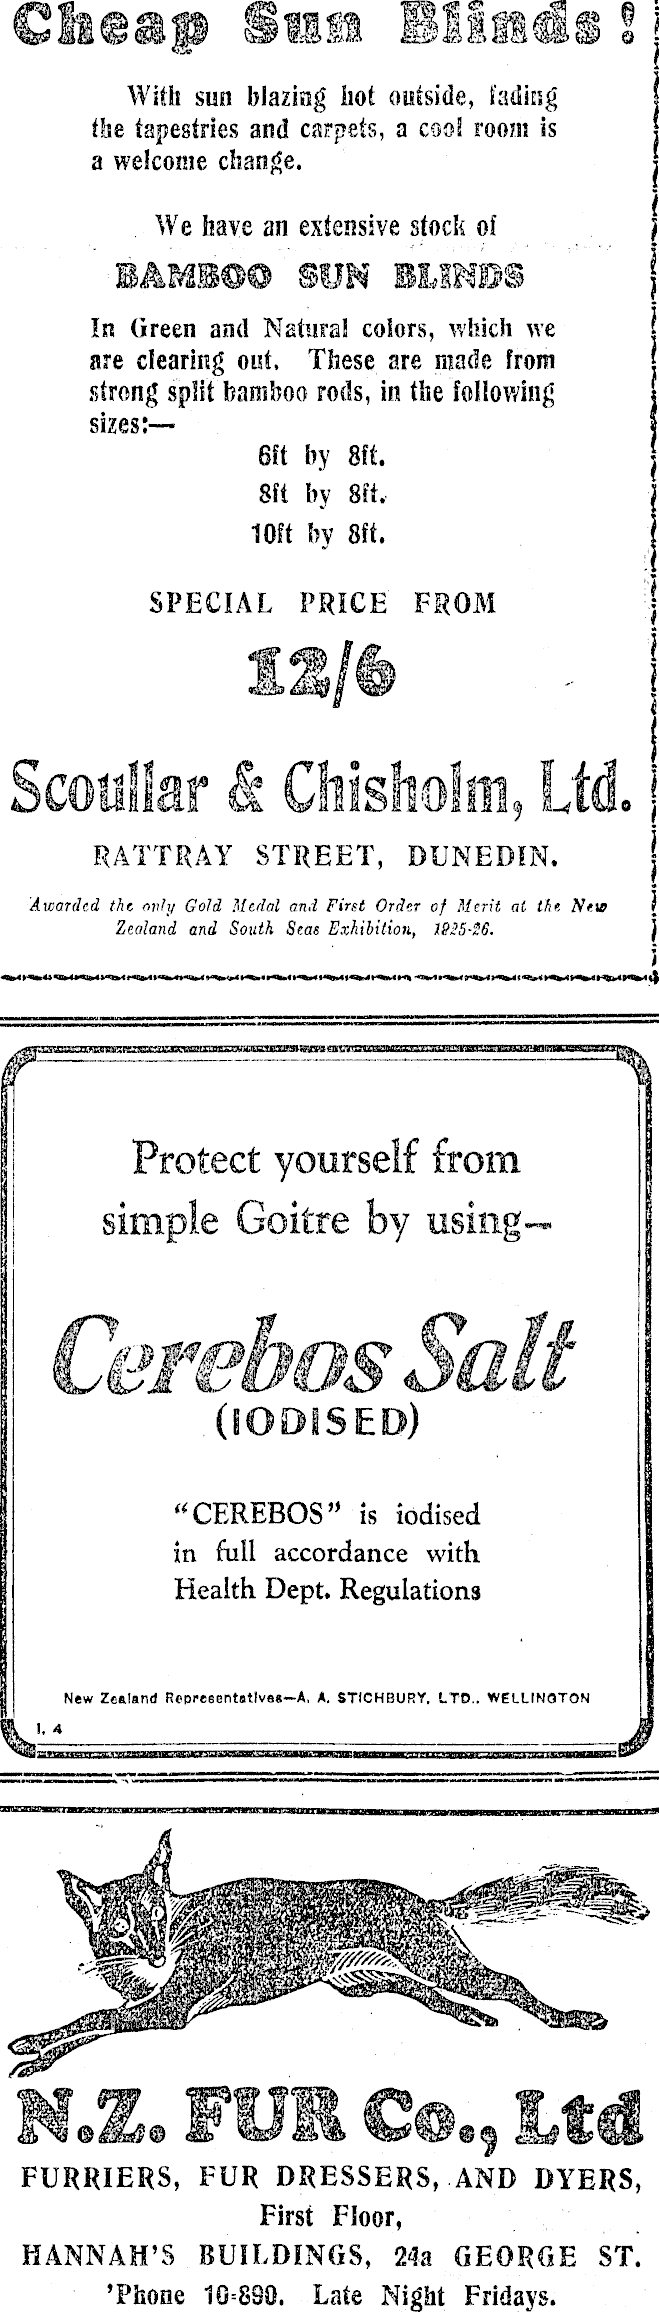 Cheap Sun Blinds!
With sun blazing hot outside, fading
the tapestries and carpets, a cool room is
a welcome change.
We have an extensive stock of
BAMBOO SUN BLINDS
In Green and Natural colors, which we
are clearing out. These are made from
strong split bamboo rods, in the following
sizes:—
6ft by 8ft.
8ft by 8ft.
10ft by 8ft.
SPECIAL PRICE FROM
12/6
Scoullar & Chisholm, Ltd.
RATTRAY STREET, DUNEDIN.
Awarded the only Gold Medal and First Order of Merit at the New
Zealand and South Seas Exhibition, 1925-26.
Protect yourself from
simple Goitre by using—
Cerebos Salt
(IODISED)
"CEREBOS" is iodised
in full accordance with
Health Dept. Regulations
New Zealand Representatives—A. A. STICHBURY, LTD., WELLINGTON
I. 4
N.Z. FUR Co., Ltd
FURRIERS, FUR DRESSERS, AND DYERS,
First Floor,
HANNAH'S BUILDINGS, 24a GEORGE ST.
'Phone 10-890. Late Night Fridays.